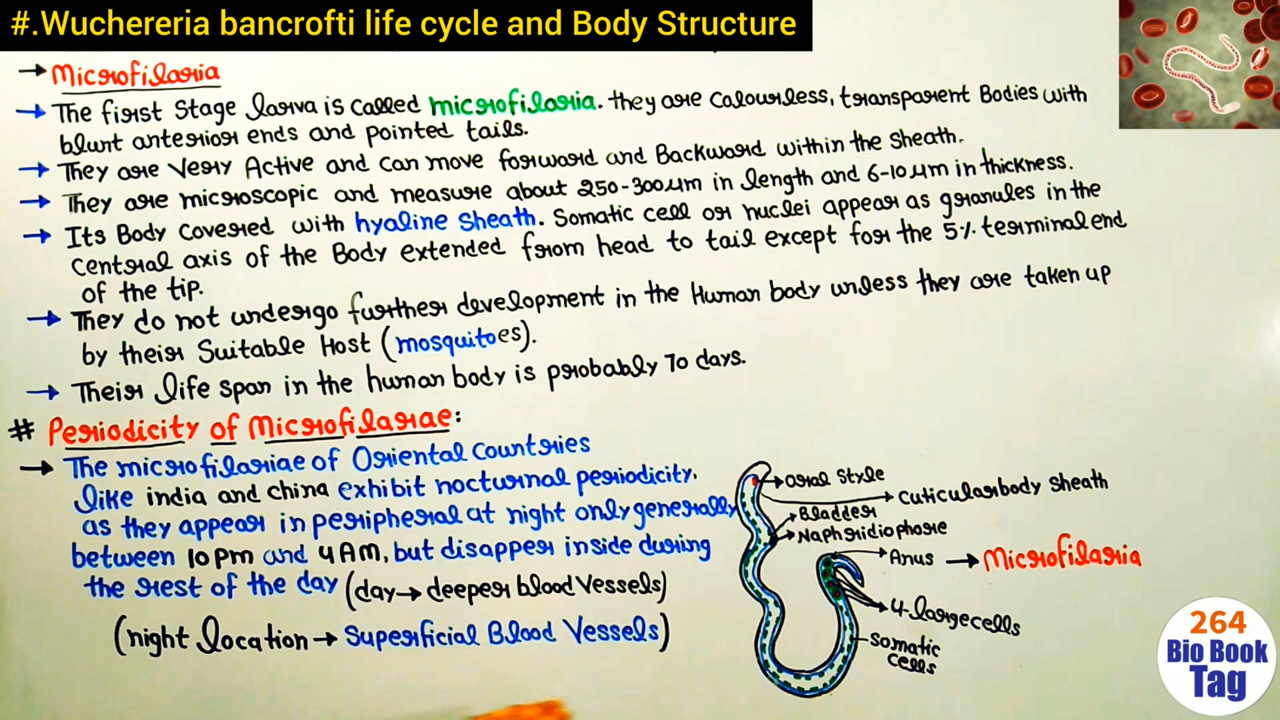 #.Wuchereria bancrofti life cycle and Body Structure
→ Microfilaria
→ The first Stage larva is called microfilaria. they are Calourless, transparent Bodies with
blunt anterior ends and pointed tails.
→ They are Very Active and can move forward and Backward within the Sheath.
→ They are microscopic and measure about 250-300µm in length and 6-10µm in thickness.
→ Its Body Covered with hyaline Sheath. Somatic cell or nuclei appear as granules in the
Central axis of the Body extended from head to tail except for the 5% terminal end
of the tip.
→ They do not undergo further development in the Human body unless they are taken up
by their Suitable Host (mosquitoes).
→ Their life span in the human body is probably 70 days.
# Periodicity of Microfilarae:
→ The microfilariae of Oriental Countries
like india and china exhibit nocturnal periodicity.
as they appear in peripheral at night only generally
between 10 pm and 4 AM, but disapper inside during
the rest of the day (day→ deeper blood Vessels)
(night location → Superficial Blood Vessels)
→ oral Style
→ Cuticularbody Sheath
→ Bladder
→ Naphridiophore
→ Anus → Microfilaria
→ 4-large cells
→ Somatic
cells
264
Bio Book
Tag